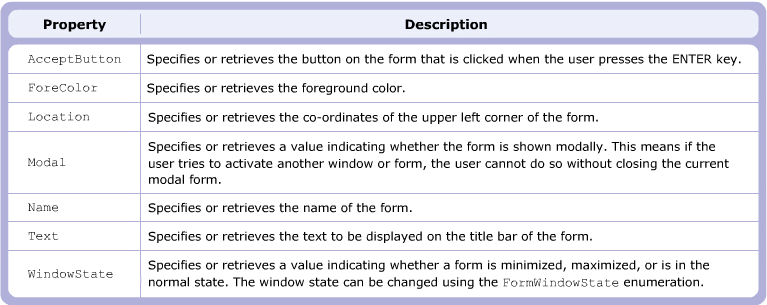 Property Description
AcceptButton Specifies or retrieves the button on the form that is clicked when the user presses the ENTER key.
ForeColor Specifies or retrieves the foreground color.
Location Specifies or retrieves the co-ordinates of the upper left corner of the form.
Modal Specifies or retrieves a value indicating whether the form is shown modally. This means if the
user tries to activate another window or form, the user cannot do so without closing the current
modal form.
Name Specifies or retrieves the name of the form.
Text Specifies or retrieves the text to be displayed on the title bar of the form.
WindowState Specifies or retrieves a value indicating whether a form is minimized, maximized, or is in the
normal state. The window state can be changed using the FormWindowState enumeration.